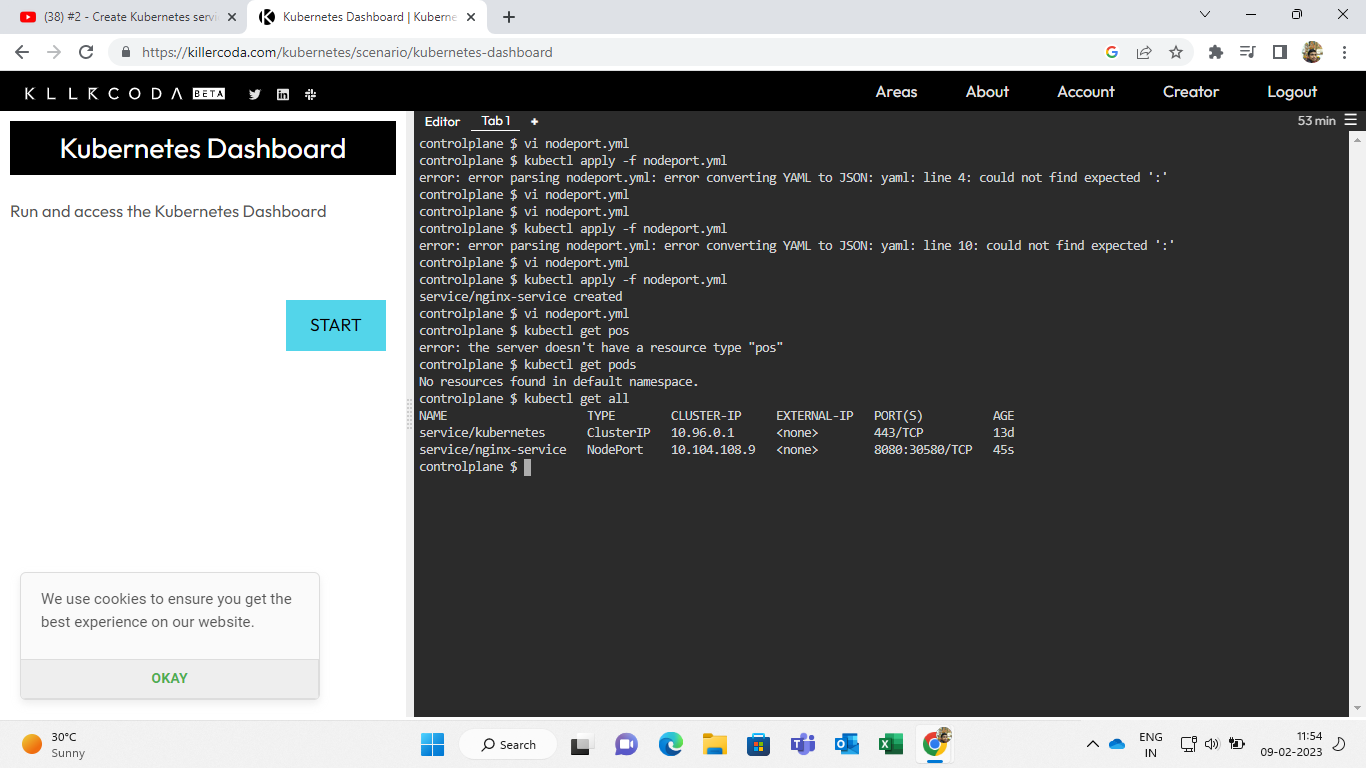 (38) #2 - Create Kubernetes servi
Kubernetes Dashboard | Kuberne
https://killercoda.com/kubernetes/scenario/kubernetes-dashboard
KLLRCODA BETA
Areas About Account Creator Logout
Kubernetes Dashboard
Run and access the Kubernetes Dashboard
START
We use cookies to ensure you get the
best experience on our website.
OKAY
Editor Tab 1 +
53 min
controlplane $ vi nodeport.yml
controlplane $ kubectl apply -f nodeport.yml
error: error parsing nodeport.yml: error converting YAML to JSON: yaml: line 4: could not find expected ':'
controlplane $ vi nodeport.yml
controlplane $ vi nodeport.yml
controlplane $ kubectl apply -f nodeport.yml
error: error parsing nodeport.yml: error converting YAML to JSON: yaml: line 10: could not find expected ':'
controlplane $ vi nodeport.yml
controlplane $ kubectl apply -f nodeport.yml
service/nginx-service created
controlplane $ vi nodeport.yml
controlplane $ kubectl get pos
error: the server doesn't have a resource type "pos"
controlplane $ kubectl get pods
No resources found in default namespace.
controlplane $ kubectl get all
NAME TYPE CLUSTER-IP EXTERNAL-IP PORT(S) AGE
service/kubernetes ClusterIP 10.96.0.1 <none> 443/TCP 13d
service/nginx-service NodePort 10.104.108.9 <none> 8080:30580/TCP 45s
controlplane $
30°C
Sunny
Search
ENG
IN
11:54
09-02-2023